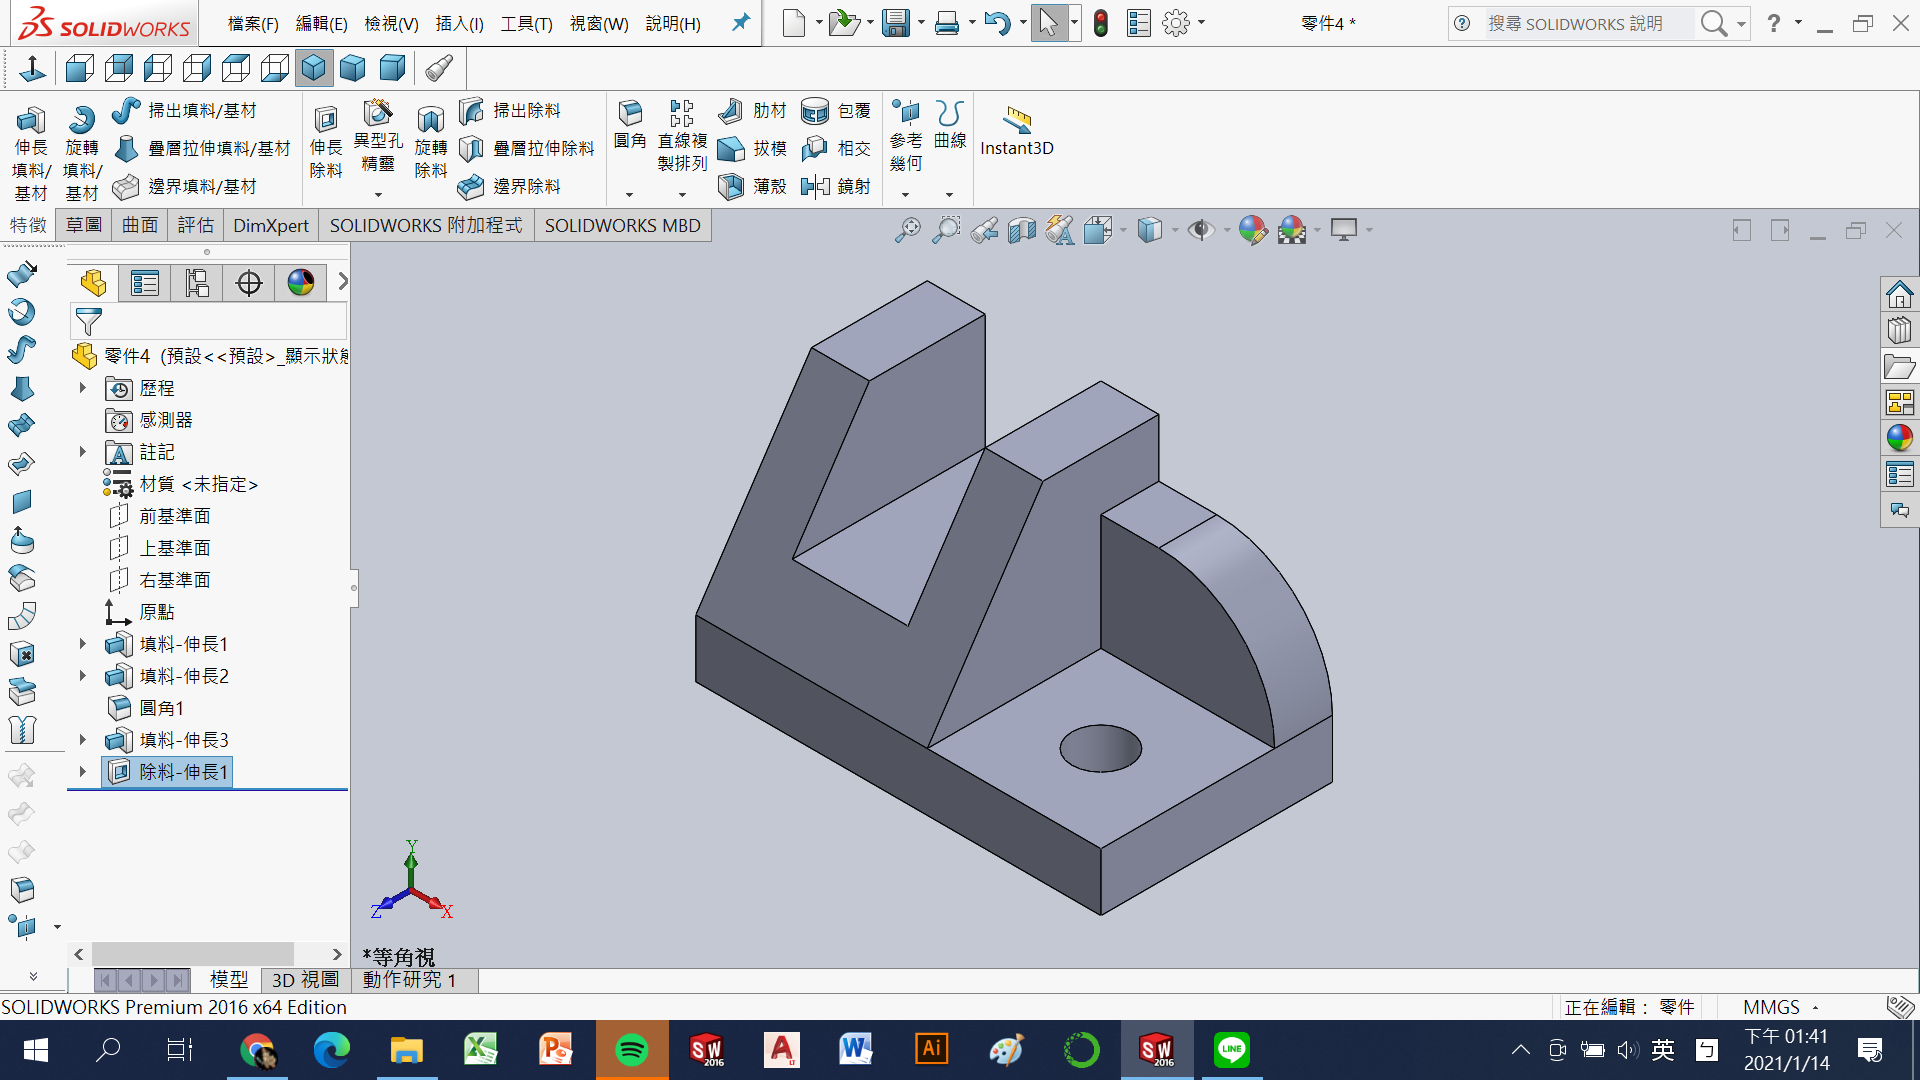 SOLIDWORKS 檔案(F) 編輯(E) 檢視(V) 插入(I) 工具(T) 視窗(W) 說明(H) 零件4 * 搜尋 SOLIDWORKS 說明 ?
伸長填料/基材
旋轉填料/基材
掃出填料/基材
疊層拉伸填料/基材
邊界填料/基材
伸長除料
異型孔精靈
旋轉除料
掃出除料
疊層拉伸除料
邊界除料
圓角
直線複製排列
肋材
拔模
薄殼
包覆
相交
鏡射
參考幾何
曲線
Instant3D
特徵 草圖 曲面 評估 DimXpert SOLIDWORKS 附加程式 SOLIDWORKS MBD
零件4 (預設<<預設>_顯示狀態
歷程
感測器
註記
材質 <未指定>
前基準面
上基準面
右基準面
原點
填料-伸長1
填料-伸長2
圓角1
填料-伸長3
除料-伸長1
Y
Z
X
*等角視
模型 3D 視圖 動作研究 1
SOLIDWORKS Premium 2016 x64 Edition 正在編輯： 零件 MMGS
SW 2016 A LT W Ai SW 2016 LINE 英 ㄅ
下午 01:41
2021/1/14